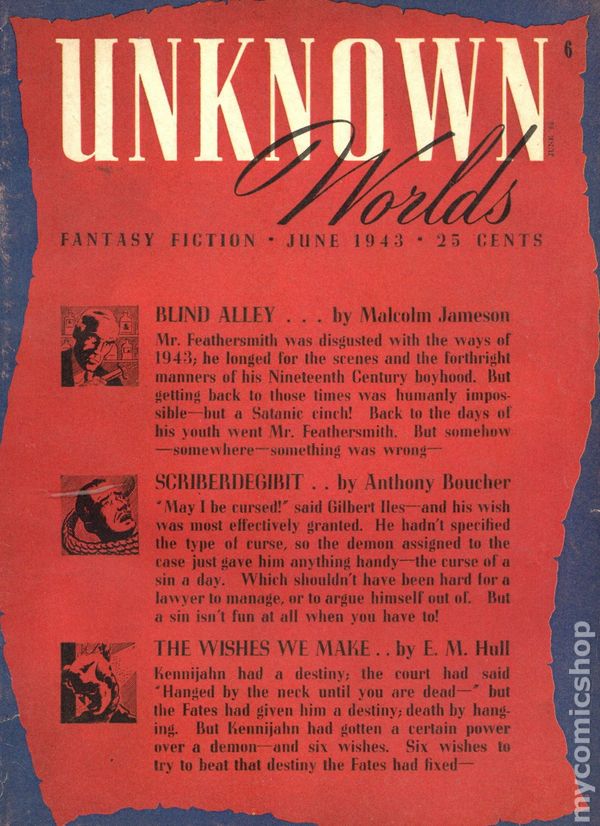 UNKNOWN
6
JUNE
Worlds
FANTASY FICTION • JUNE 1943 • 25 CENTS
BLIND ALLEY . . . by Malcolm Jameson
Mr. Feathersmith was disgusted with the ways of
1943; he longed for the scenes and the forthright
manners of his Nineteenth Century boyhood. But
getting back to those times was humanly impos-
sible—but a Satanic cinch! Back to the days of
his youth went Mr. Feathersmith. But somehow
—somewhere—something was wrong—
SCRIBERDEGIBIT . . by Anthony Boucher
"May I be cursed!" said Gilbert Iles—and his wish
was most effectively granted. He hadn't specified
the type of curse, so the demon assigned to the
case just gave him anything handy—the curse of a
sin a day. Which shouldn't have been hard for a
lawyer to manage, or to argue himself out of. But
a sin isn't fun at all when you have to!
THE WISHES WE MAKE . . by E. M. Hull
Kennijahn had a destiny; the court had said
"Hanged by the neck until you are dead—" but
the Fates had given him a destiny; death by hang-
ing. But Kennijahn had gotten a certain power
over a demon—and six wishes. Six wishes to
try to beat that destiny the Fates had fixed—
mycomicshop